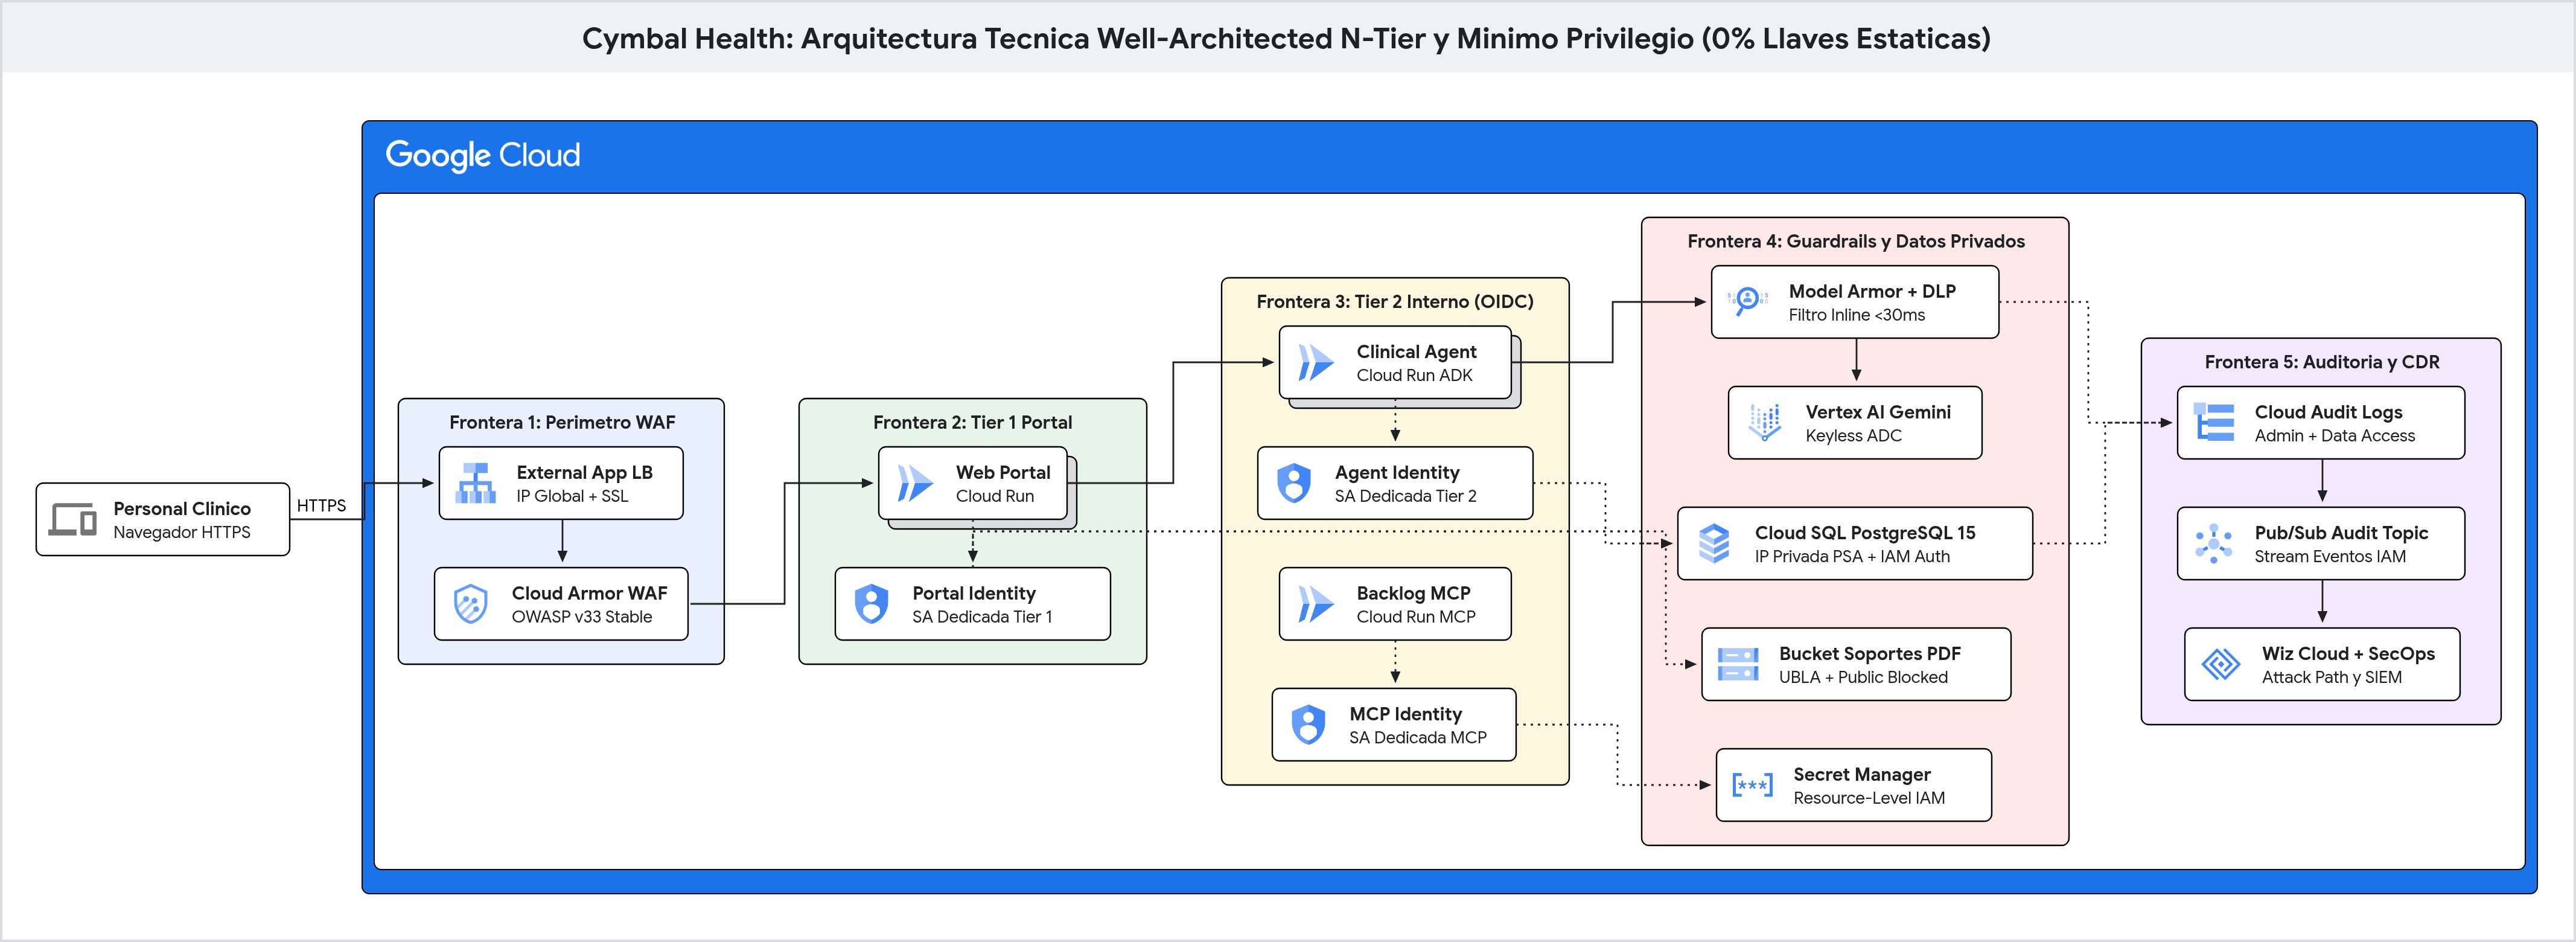 Cymbal Health: Arquitectura Tecnica Well-Architected N-Tier y Minimo Privilegio (0% Llaves Estaticas)
Google Cloud
Personal Clinico
Navegador HTTPS
HTTPS
Frontera 1: Perimetro WAF
External App LB
IP Global + SSL
Cloud Armor WAF
OWASP v33 Stable
Frontera 2: Tier 1 Portal
Web Portal
Cloud Run
Portal Identity
SA Dedicada Tier 1
Frontera 3: Tier 2 Interno (OIDC)
Clinical Agent
Cloud Run ADK
Agent Identity
SA Dedicada Tier 2
Backlog MCP
Cloud Run MCP
MCP Identity
SA Dedicada MCP
Frontera 4: Guardrails y Datos Privados
Model Armor + DLP
Filtro Inline <30ms
Vertex AI Gemini
Keyless ADC
Cloud SQL PostgreSQL 15
IP Privada PSA + IAM Auth
Bucket Soportes PDF
UBLA + Public Blocked
[***]
Secret Manager
Resource-Level IAM
Frontera 5: Auditoria y CDR
Cloud Audit Logs
Admin + Data Access
Pub/Sub Audit Topic
Stream Eventos IAM
Wiz Cloud + SecOps
Attack Path y SIEM